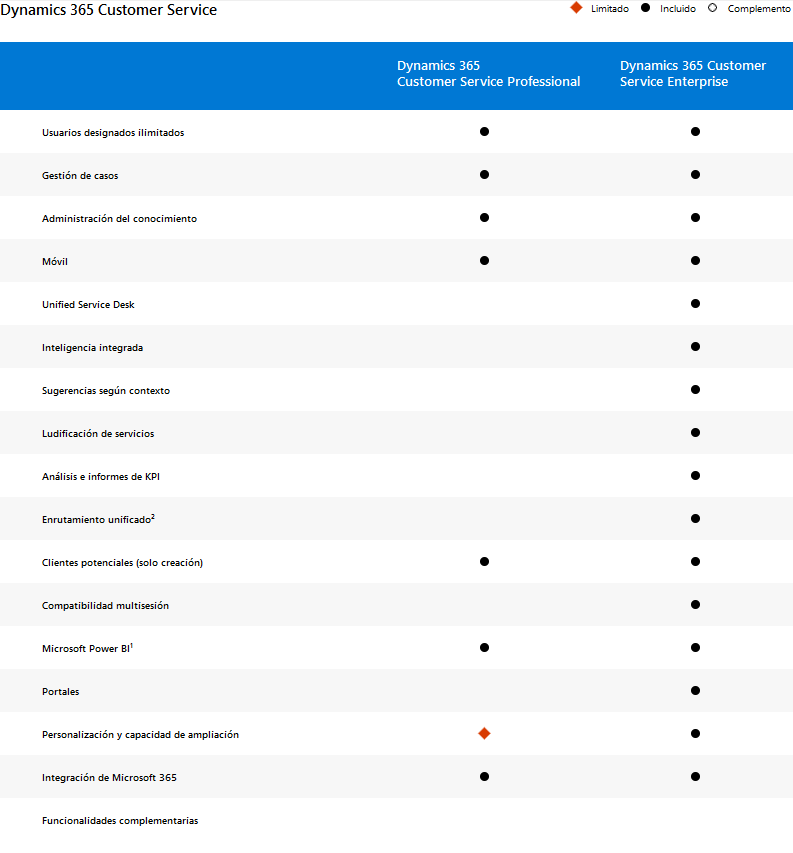 Dynamics 365 Customer Service
Limitado Incluido Complemento
Dynamics 365
Customer Service Professional
Dynamics 365 Customer
Service Enterprise
Usuarios designados ilimitados
Gestión de casos
Administración del conocimiento
Móvil
Unified Service Desk
Inteligencia integrada
Sugerencias según contexto
Ludificación de servicios
Análisis e informes de KPI
Enrutamiento unificado²
Clientes potenciales (solo creación)
Compatibilidad multisesión
Microsoft Power BI¹
Portales
Personalización y capacidad de ampliación
Integración de Microsoft 365
Funcionalidades complementarias